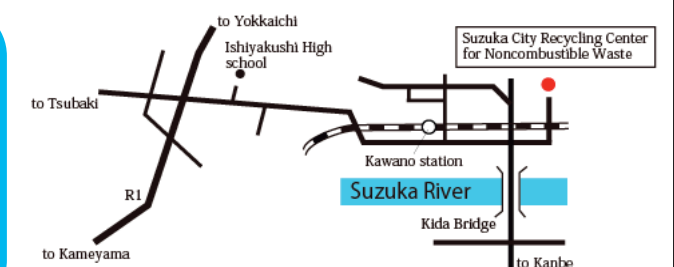 to Yokkaichi
Suzuka City Recycling Center
for Noncombustible Waste
Ishiyakushi High
school
to Tsubaki
Kawano station
Suzuka River
R1
Kida Bridge
to Kameyama
to Kanbe